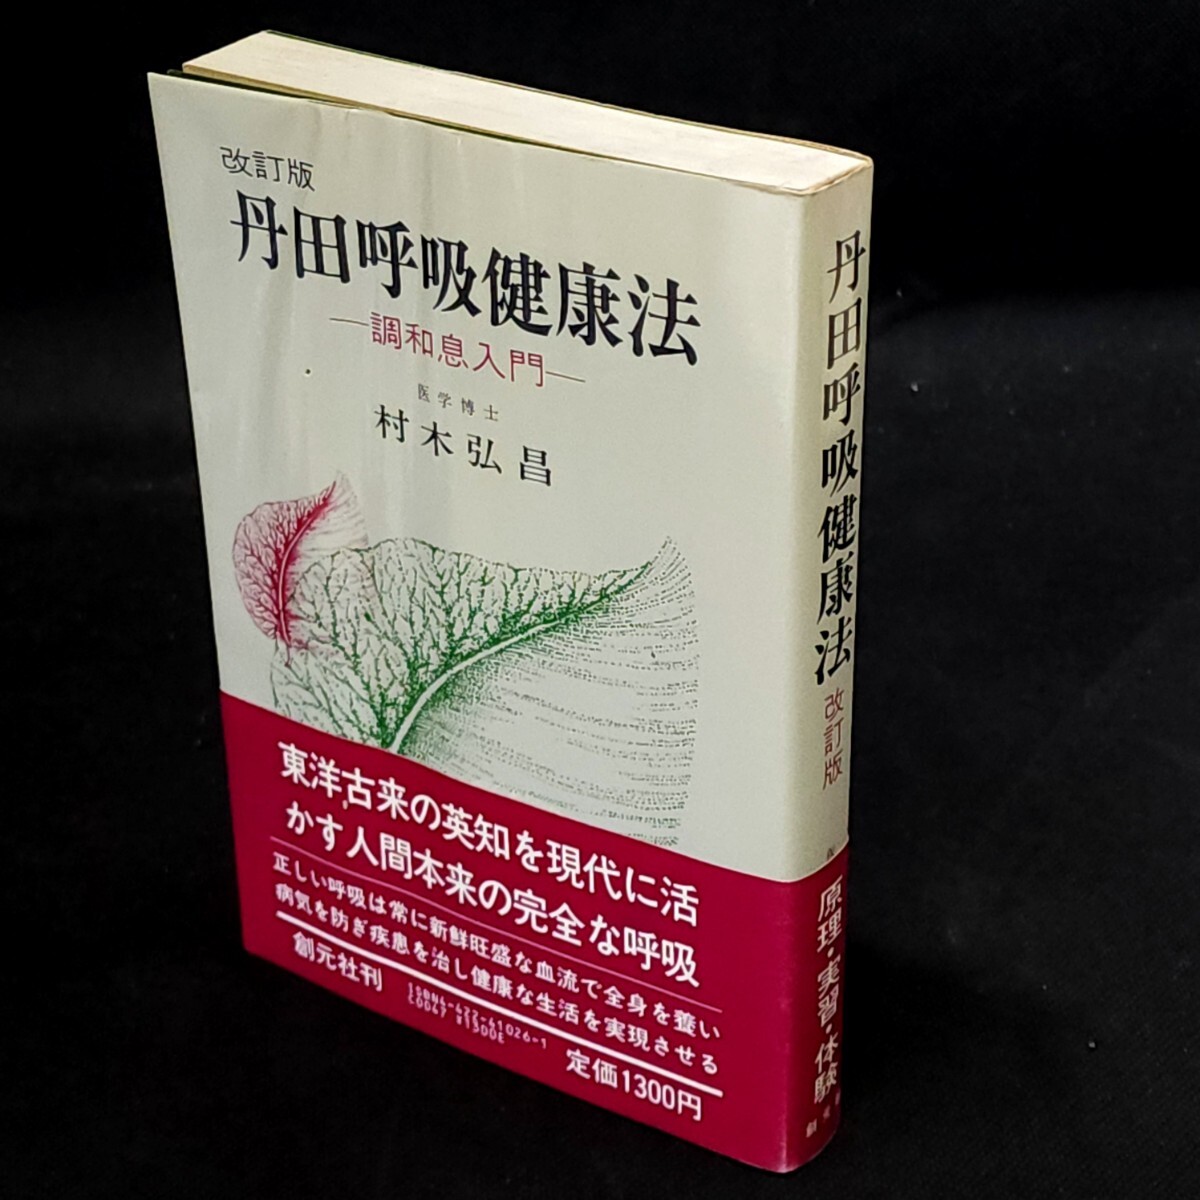 改訂版
丹田呼吸健康法
―調和息入門―
医学博士
村木弘昌
東洋古来の英知を現代に活
かす人間本来の完全な呼吸
正しい呼吸は常に新鮮旺盛な血流で全身を養い
病気を防ぎ疾患を治し健康な生活を実現させる
創元社刊
ISBN4-422-41026-1
C0047 ¥1300E
定価1300円
丹田呼吸健康法 改訂版
原理・実習・体験